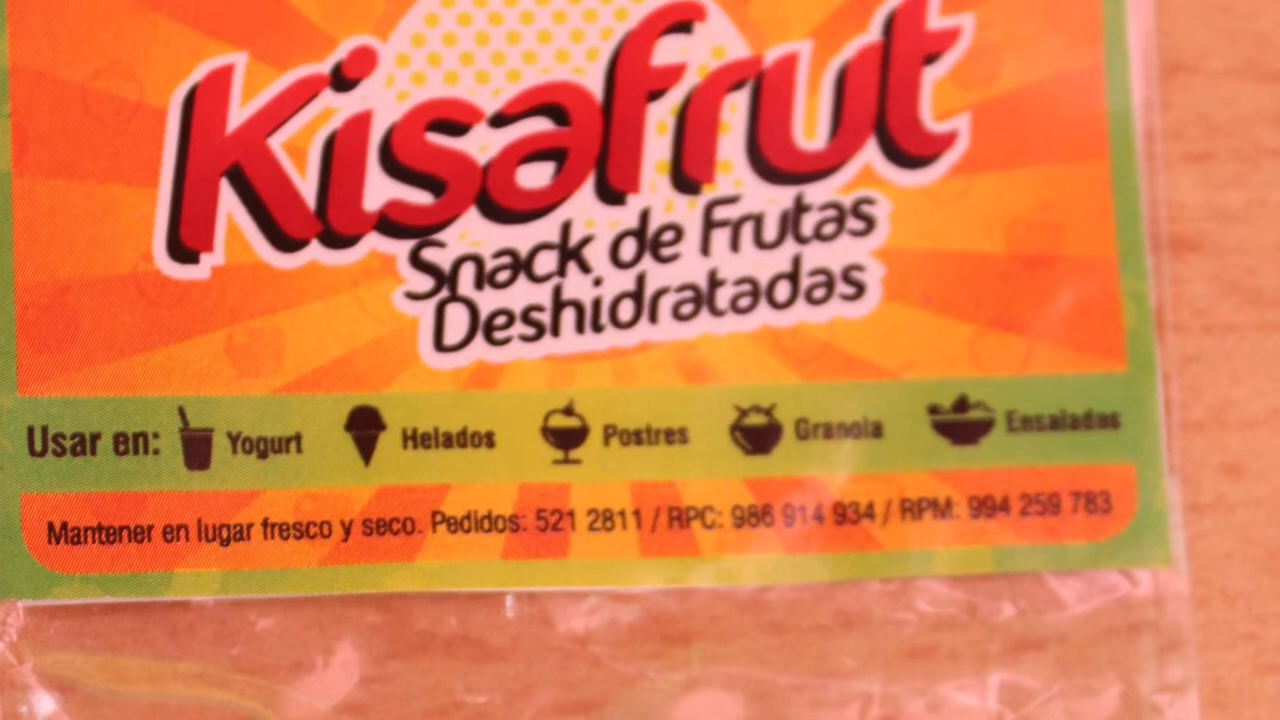 Kisafrut
Snack de Frutas
Deshidratadas
Usar en: Yogurt Helados Postres Granola Ensaladas
Mantener en lugar fresco y seco. Pedidos: 521 2811 / RPC: 986 914 934 / RPM: 994 259 783